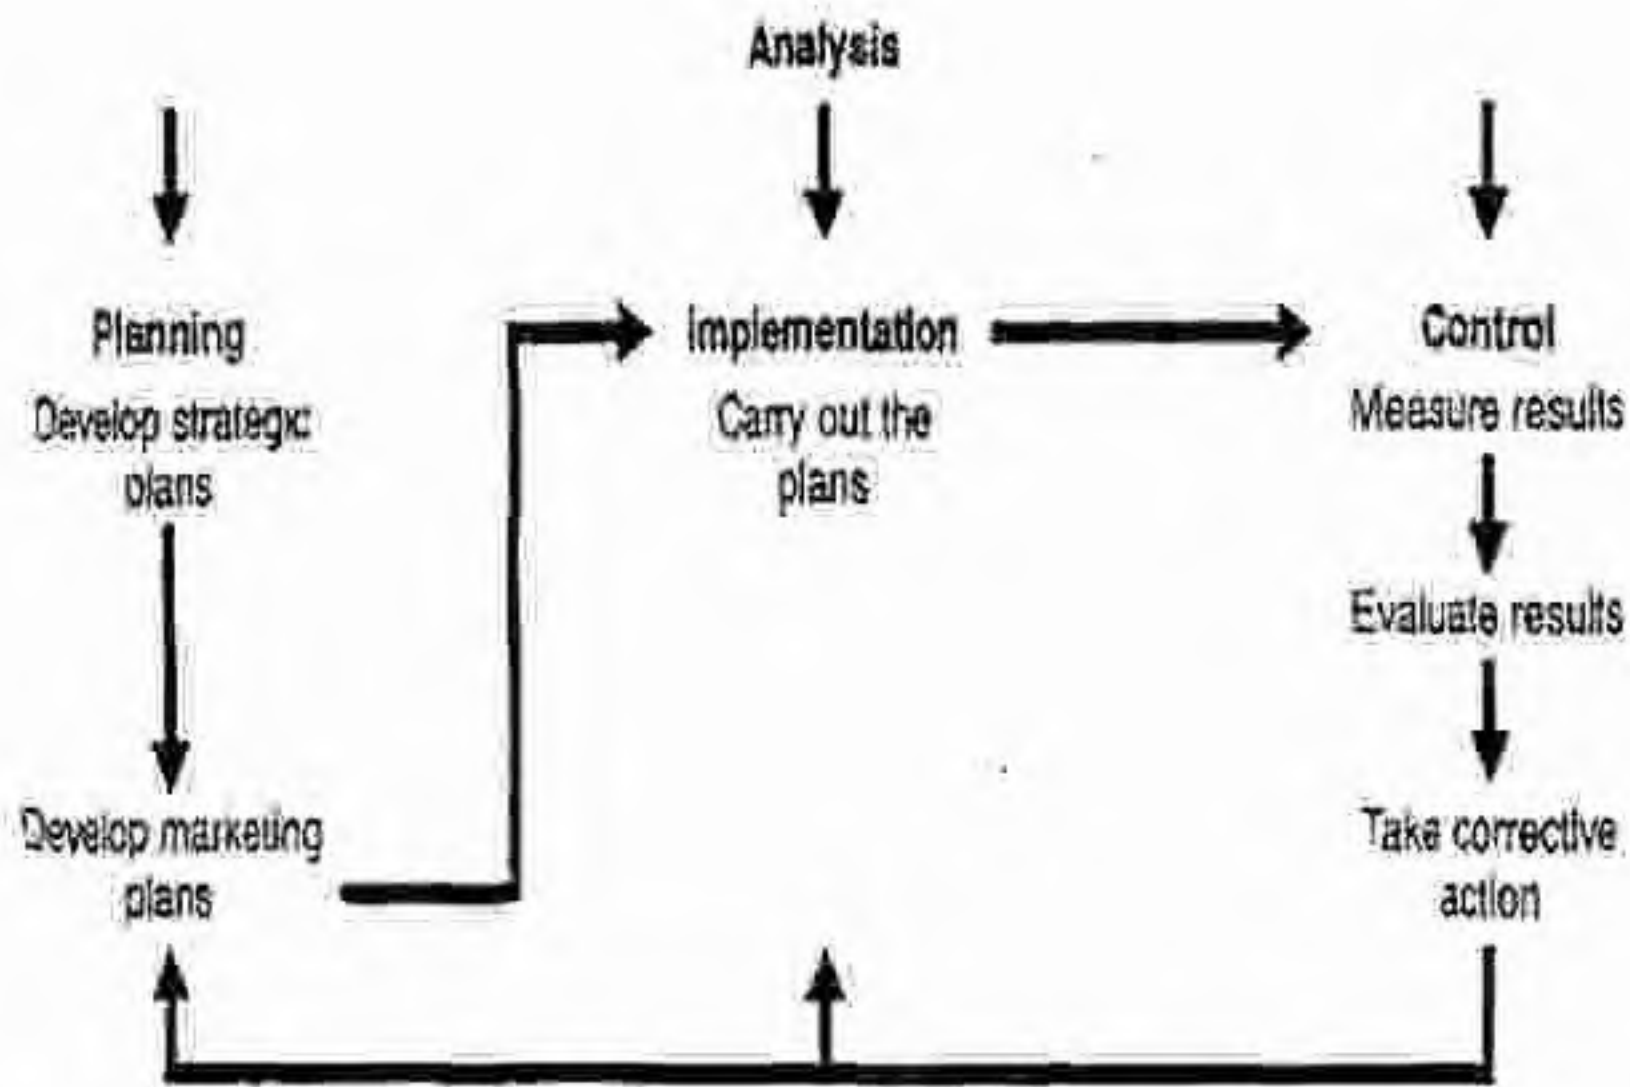 Analysis
Planning
Develop strategic
plans
Develop marketing
plans
Implementation
Carry out the
plans
Control
Measure results
Evaluate results
Take corrective
action